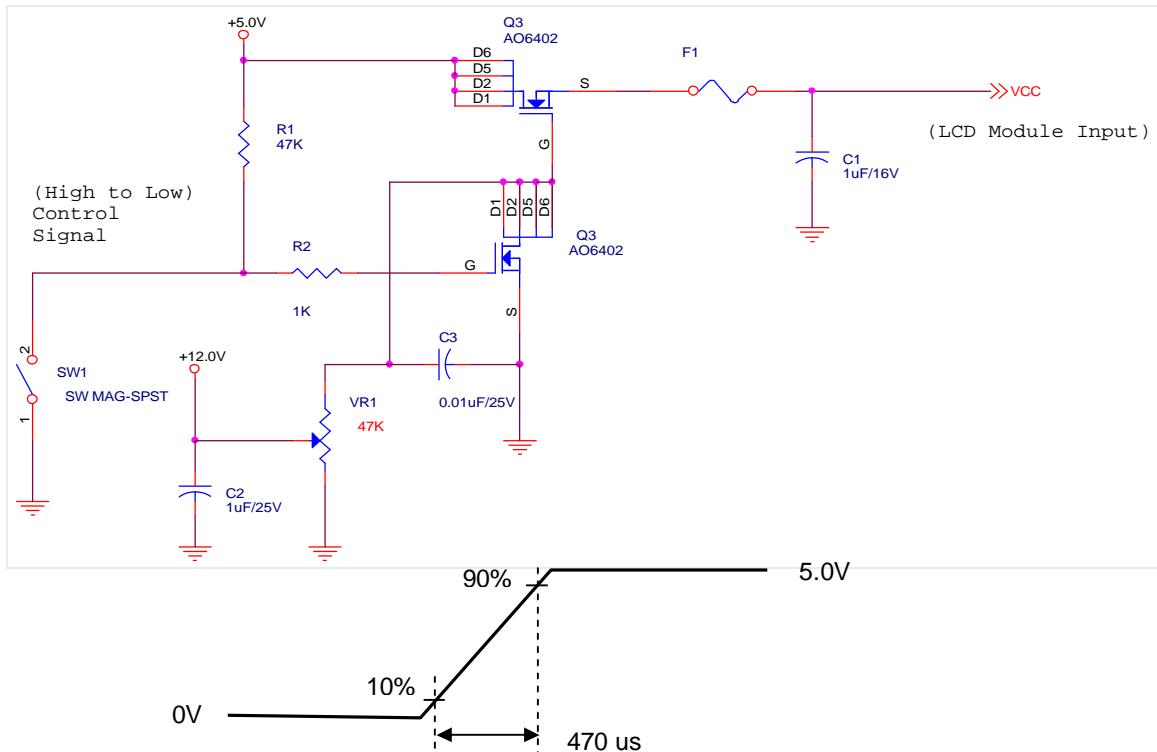 Q3
AO6402
+5.0V
D6
D5
D2
D1
S
G
F1
VCC
(LCD Module Input)
R1
47K
C1
1uF/16V
(High to Low)
Control
Signal
D1
D2
D5
D6
Q3
AO6402
R2
1K
G
S
C3
0.01uF/25V
+12.0V
2
1
SW1
SW MAG-SPST
VR1
47K
C2
1uF/25V
90%
5.0V
10%
0V
470 us